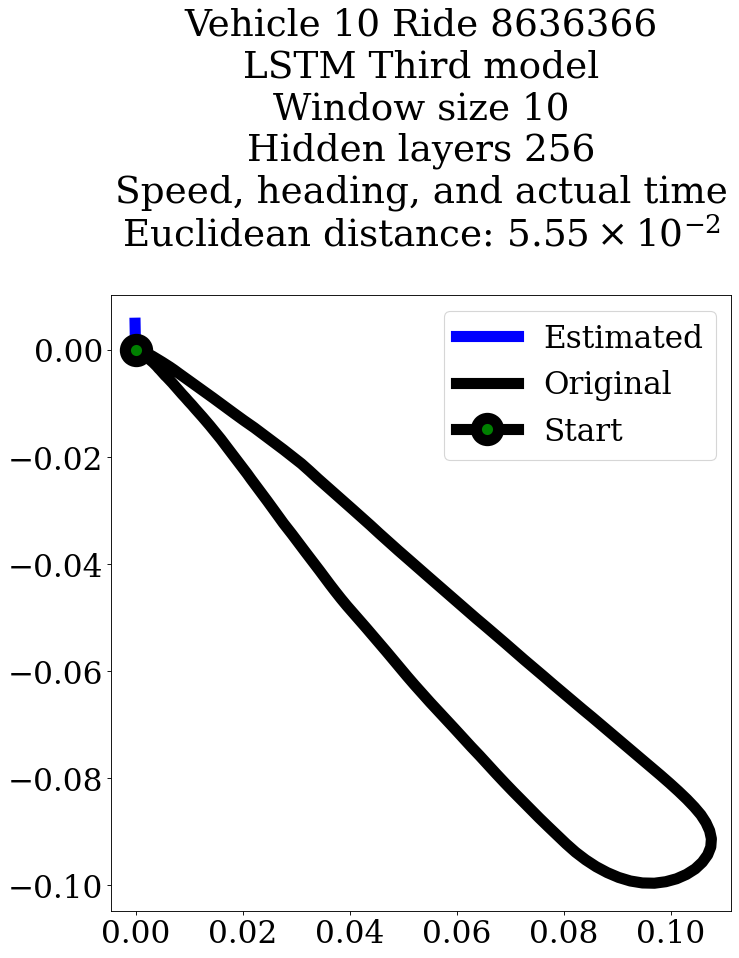 Vehicle 10 Ride 8636366
LSTM Third model
Window size 10
Hidden layers 256
Speed, heading, and actual time
Euclidean distance: 5.55 × 10⁻²
Estimated
Original
Start
0.00
−0.02
−0.04
−0.06
−0.08
−0.10
0.00 0.02 0.04 0.06 0.08 0.10